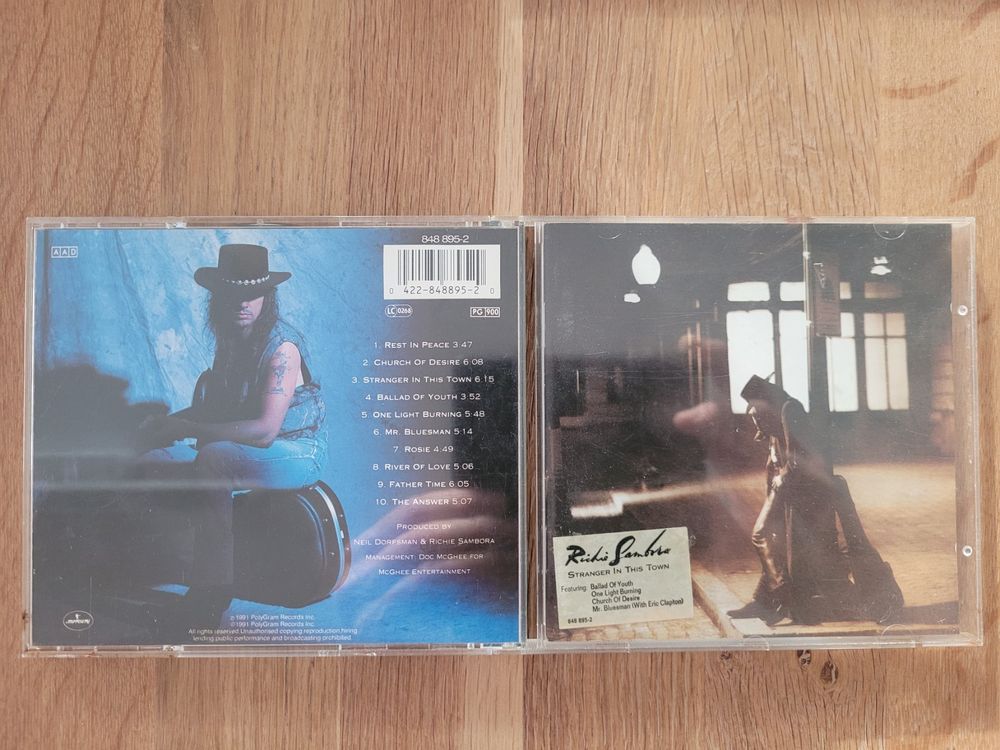 AAD
848 895-2
0 422-848895-2 0
LC 0268
PG 900
1. REST IN PEACE 3:47
2. CHURCH OF DESIRE 6:08
3. STRANGER IN THIS TOWN 6:15
4. BALLAD OF YOUTH 3:52
5. ONE LIGHT BURNING 5:48
6. MR. BLUESMAN 5:14
7. ROSIE 4:49
8. RIVER OF LOVE 5:06
9. FATHER TIME 6:05
10. THE ANSWER 5:07
PRODUCED BY
NEIL DORFSMAN & RICHIE SAMBORA
MANAGEMENT: DOC MCGHEE FOR
MCGHEE ENTERTAINMENT
mercury
℗ 1991 PolyGram Records Inc.
© 1991 PolyGram Records Inc.
All rights reserved. Unauthorised copying, reproduction, hiring
lending, public performance and broadcasting prohibited.
Richie Sambora
STRANGER IN THIS TOWN
Featuring: Ballad Of Youth
One Light Burning
Church Of Desire
Mr. Bluesman (With Eric Clapton)
848 895-2